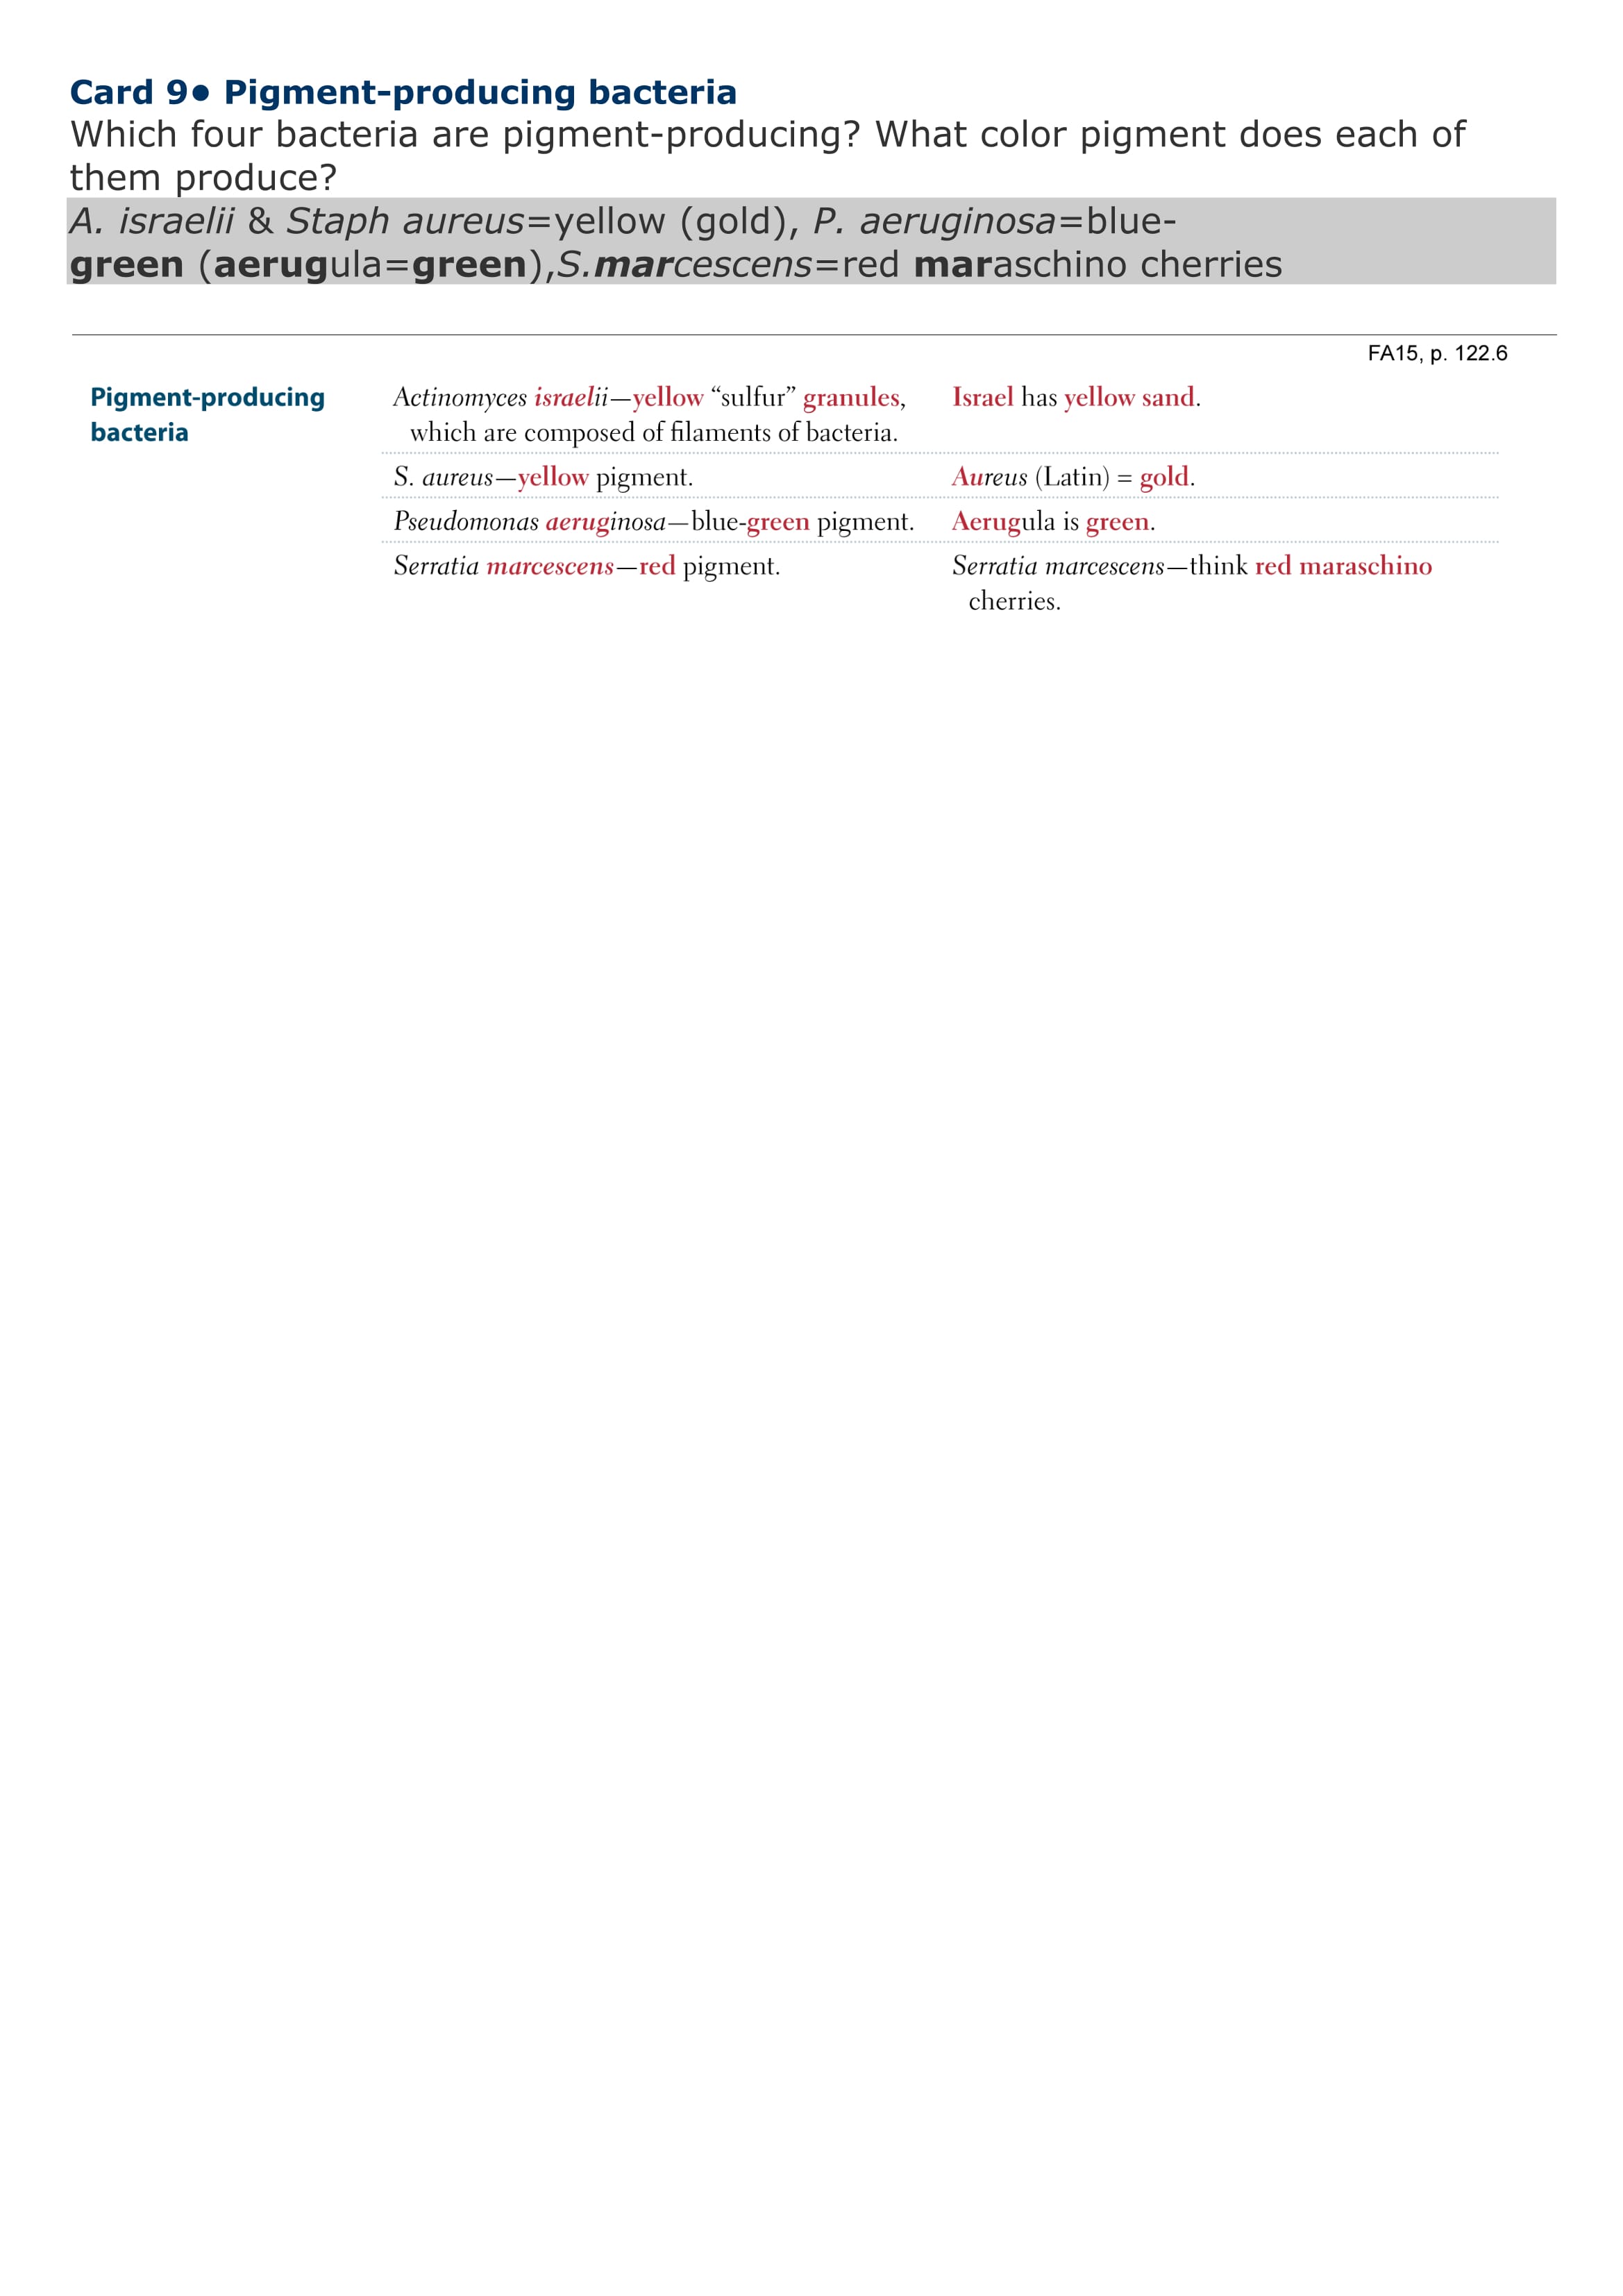 Card 9• Pigment-producing bacteria
Which four bacteria are pigment-producing? What color pigment does each of
them produce?
A. israelii & Staph aureus=yellow (gold), P. aeruginosa=blue-
green (aerugula=green),S.marcescens=red maraschino cherries
FA15, p. 122.6
Pigment-producing
bacteria
Actinomyces israelii—yellow “sulfur” granules,
which are composed of filaments of bacteria.
Israel has yellow sand.
S. aureus—yellow pigment.
Aureus (Latin) = gold.
Pseudomonas aeruginosa—blue-green pigment.
Aerugula is green.
Serratia marcescens—red pigment.
Serratia marcescens—think red maraschino
cherries.